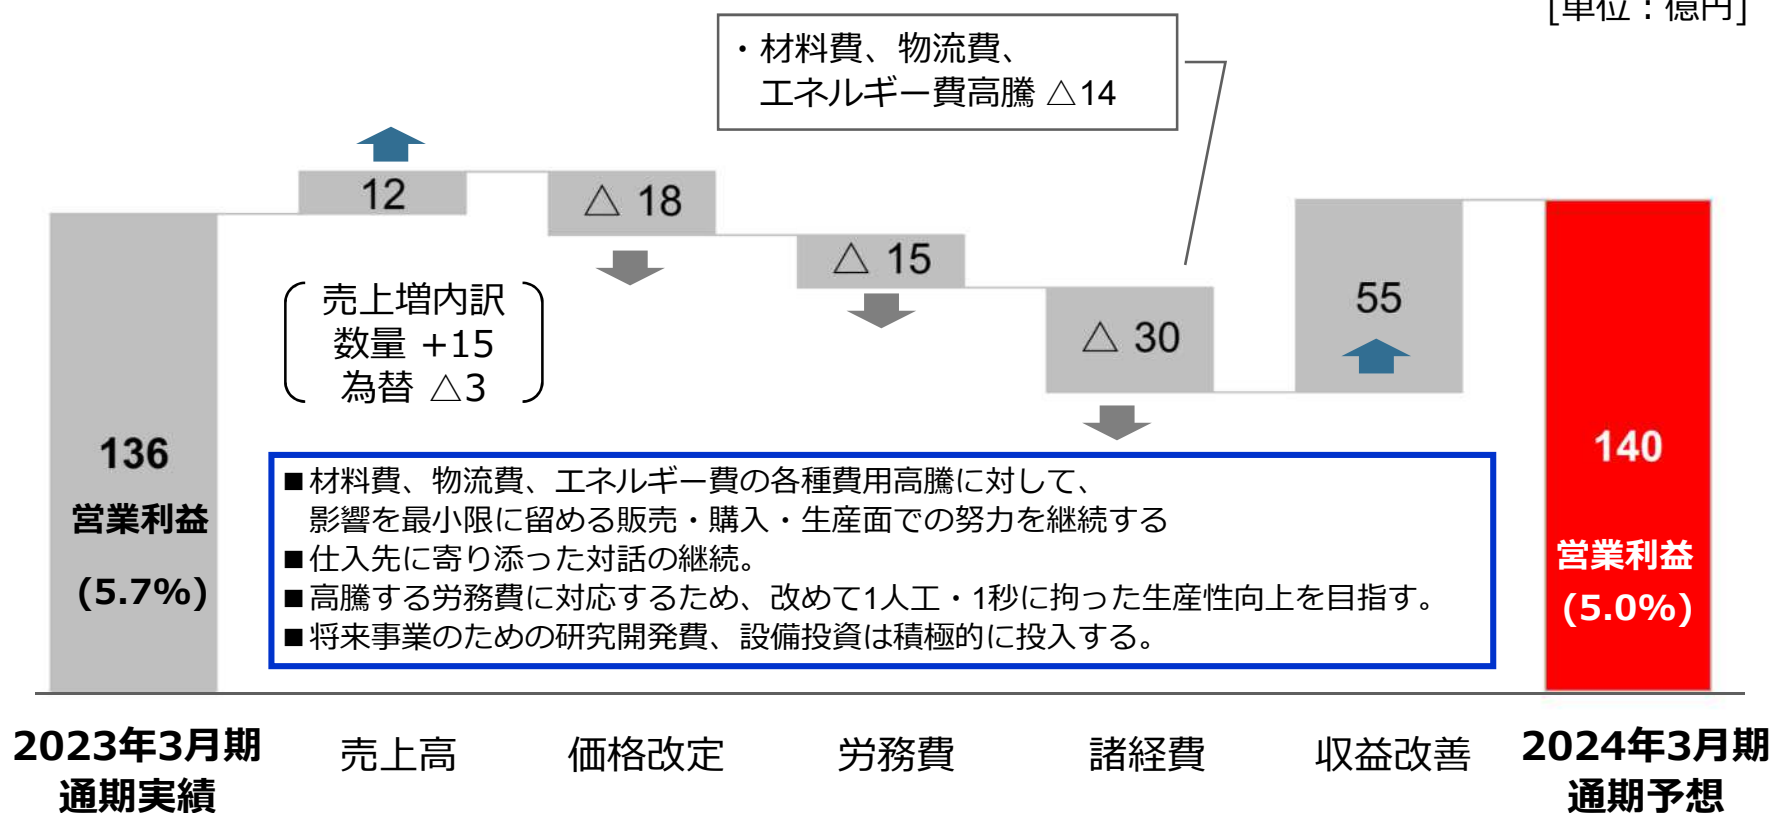 [単位：億円]
・材料費、物流費、
エネルギー費高騰 △14
12
△ 18
△ 15
△ 30
55
売上増内訳
数量 +15
為替 △3
136
営業利益
(5.7%)
140
営業利益
(5.0%)
■材料費、物流費、エネルギー費の各種費用高騰に対して、
影響を最小限に留める販売・購入・生産面での努力を継続する
■仕入先に寄り添った対話の継続。
■高騰する労務費に対応するため、改めて1人工・1秒に拘った生産性向上を目指す。
■将来事業のための研究開発費、設備投資は積極的に投入する。
2023年3月期
通期実績
売上高
価格改定
労務費
諸経費
収益改善
2024年3月期
通期予想